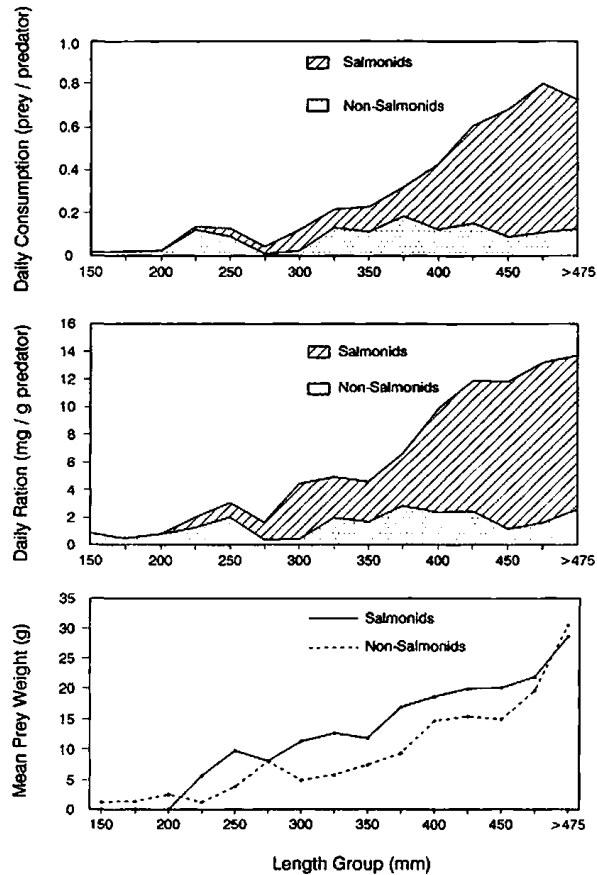 Daily Consumption (prey / predator)
1.0
0.8
0.6
0.4
0.2
0
Salmonids
Non-Salmonids
150 200 250 300 350 400 450 >475
Daily Ration (mg / g predator)
16
14
12
10
8
6
4
2
0
Salmonids
Non-Salmonids
150 200 250 300 350 400 450 >475
Mean Prey Weight (g)
35
30
25
20
15
10
5
0
Salmonids
Non-Salmonids
150 200 250 300 350 400 450 >475
Length Group (mm)